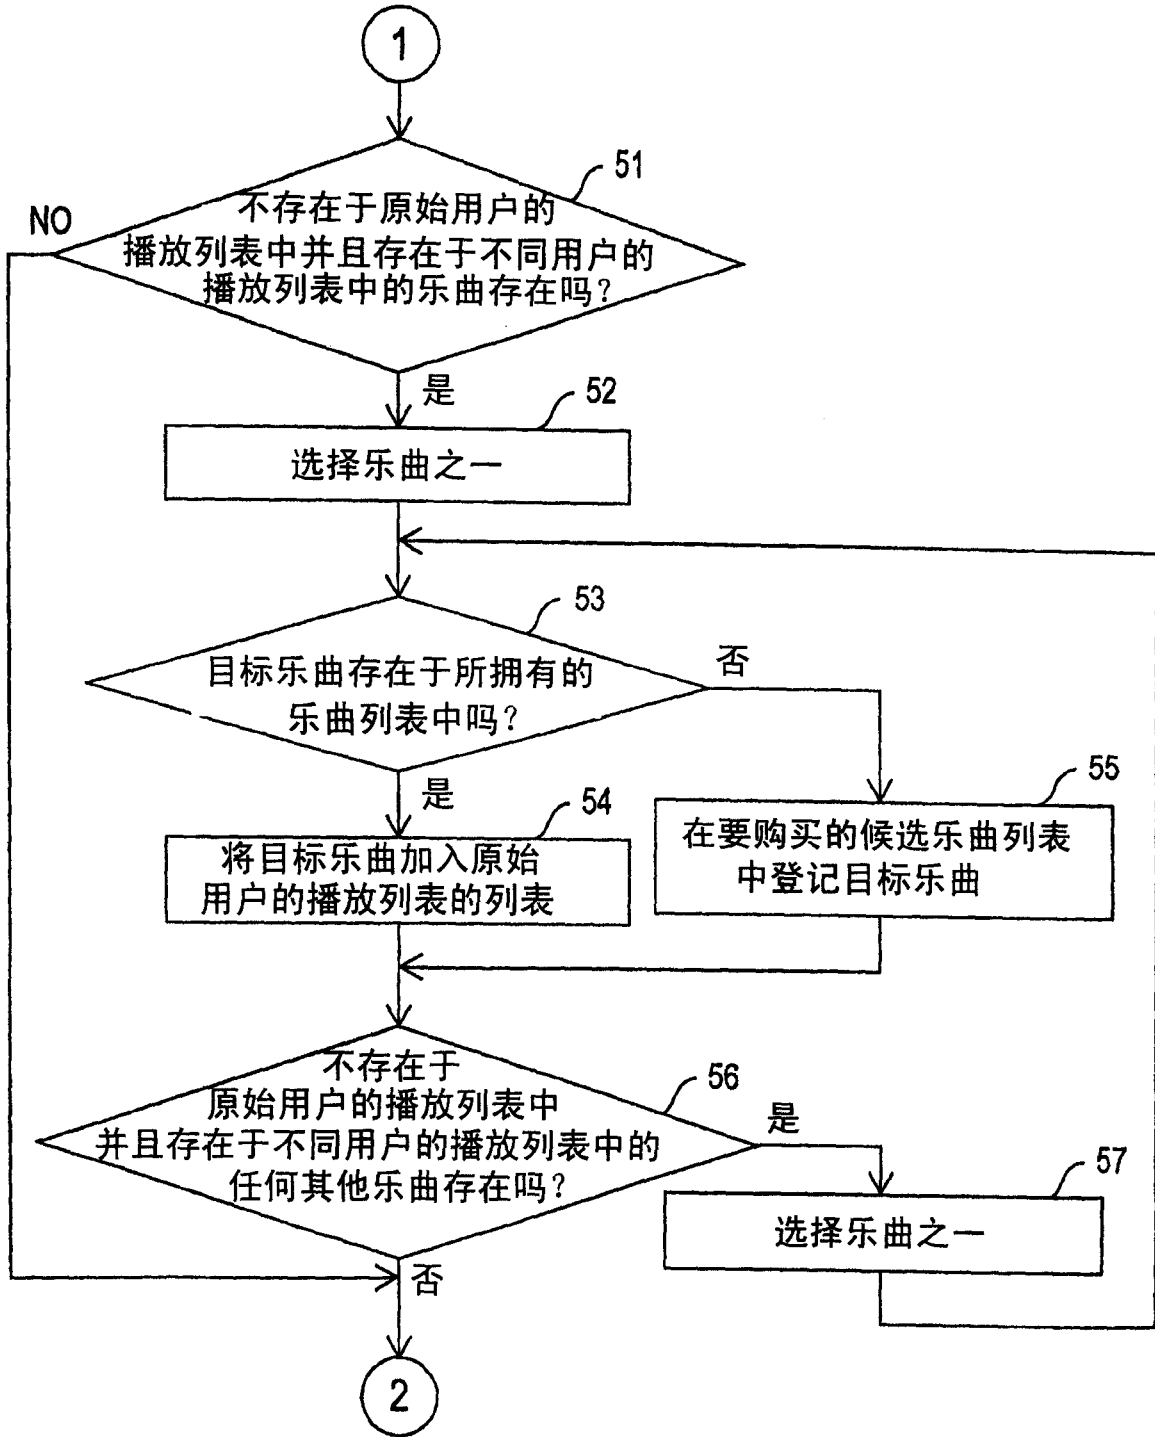 1
51
NO
不存在于原始用户的
播放列表中并且存在于不同用户的
播放列表中的乐曲存在吗？
是
52
选择乐曲之一
53
目标乐曲存在于所拥有的
乐曲列表中吗？
否
是
54
将目标乐曲加入原始
用户的播放列表的列表
55
在要购买的候选乐曲列表
中登记目标乐曲
不存在于
原始用户的播放列表中
并且存在于不同用户的播放列表中的
任何其他乐曲存在吗？
56
是
57
选择乐曲之一
否
2